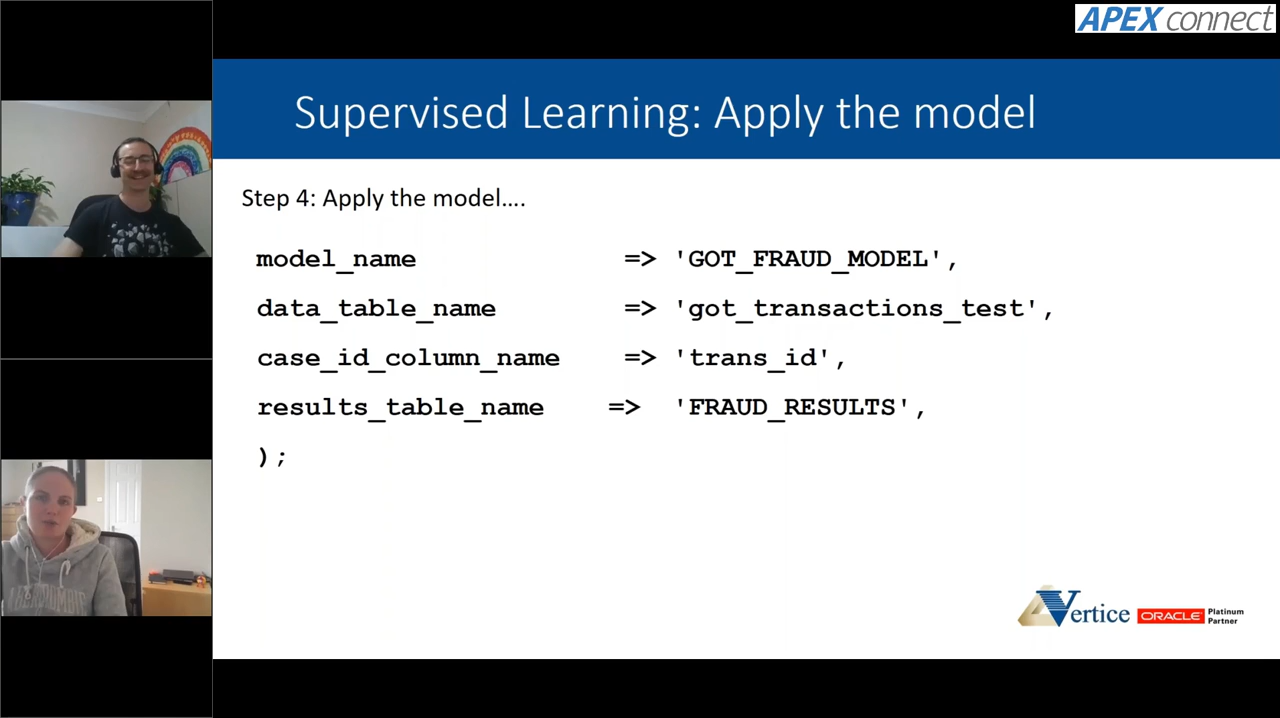 APEX connect
Supervised Learning: Apply the model
Step 4: Apply the model....
model_name => 'GOT_FRAUD_MODEL',
data_table_name => 'got_transactions_test',
case_id_column_name => 'trans_id',
results_table_name => 'FRAUD_RESULTS',
);
Vertice ORACLE Platinum
Partner